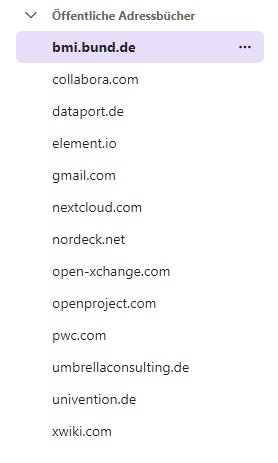 Öffentliche Adressbücher
bmi.bund.de
collabora.com
dataport.de
element.io
gmail.com
nextcloud.com
nordeck.net
open-xchange.com
openproject.com
pwc.com
umbrellaconsulting.de
univention.de
xwiki.com